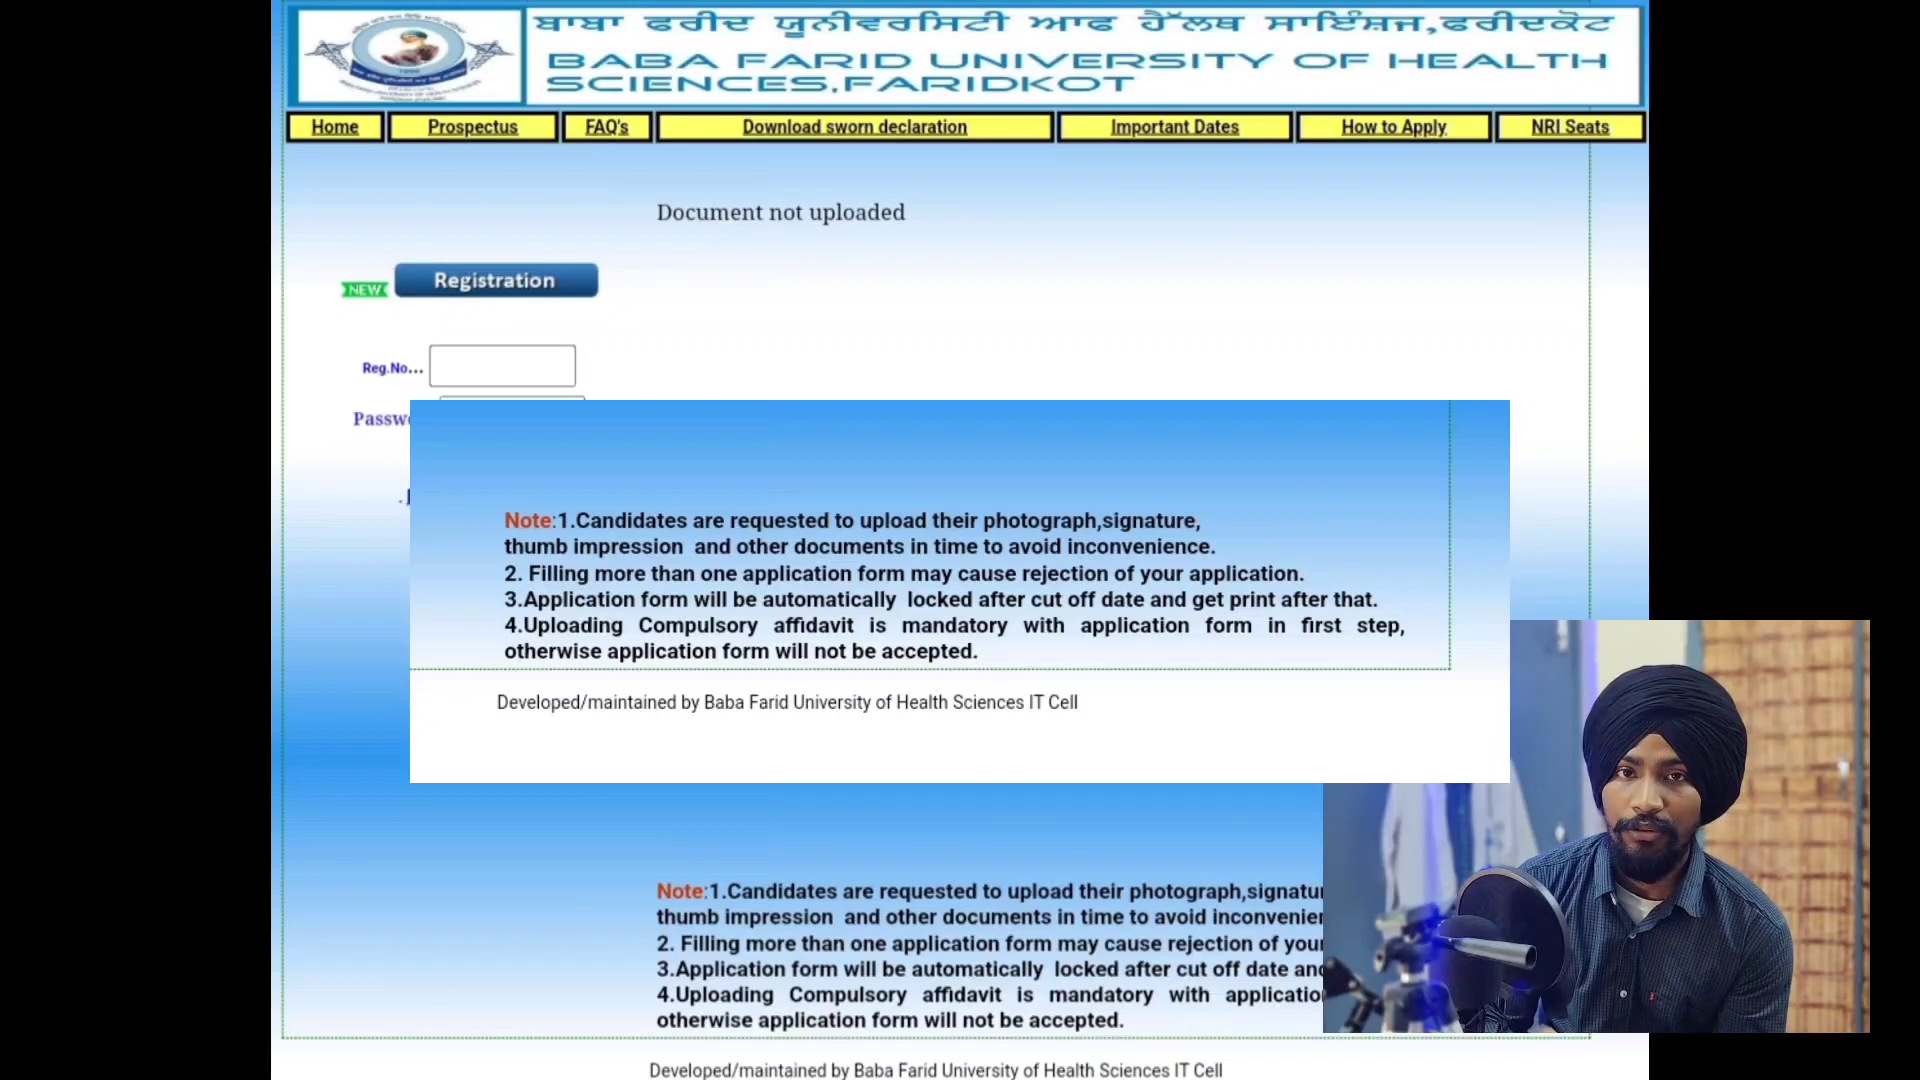 ਬਾਬਾ ਫਰੀਦ ਯੂਨੀਵਰਸਿਟੀ ਆਫ ਹੈੱਲਥ ਸਾਇੰਸ਼ਜ,ਫਰੀਦਕੋਟ
BABA FARID UNIVERSITY OF HEALTH
SCIENCES,FARIDKOT
Home Prospectus FAQ's Download sworn declaration Important Dates How to Apply NRI Seats
Document not uploaded
NEW Registration
Reg.No...
Passw
Note:1.Candidates are requested to upload their photograph,signature,
thumb impression and other documents in time to avoid inconvenience.
2. Filling more than one application form may cause rejection of your application.
3.Application form will be automatically locked after cut off date and get print after that.
4.Uploading Compulsory affidavit is mandatory with application form in first step,
otherwise application form will not be accepted.
Developed/maintained by Baba Farid University of Health Sciences IT Cell
Note:1.Candidates are requested to upload their photograph,signatu
thumb impression and other documents in time to avoid inconvenien
2. Filling more than one application form may cause rejection of your
3.Application form will be automatically locked after cut off date and
4.Uploading Compulsory affidavit is mandatory with applicatio
otherwise application form will not be accepted.
Developed/maintained by Baba Farid University of Health Sciences IT Cell